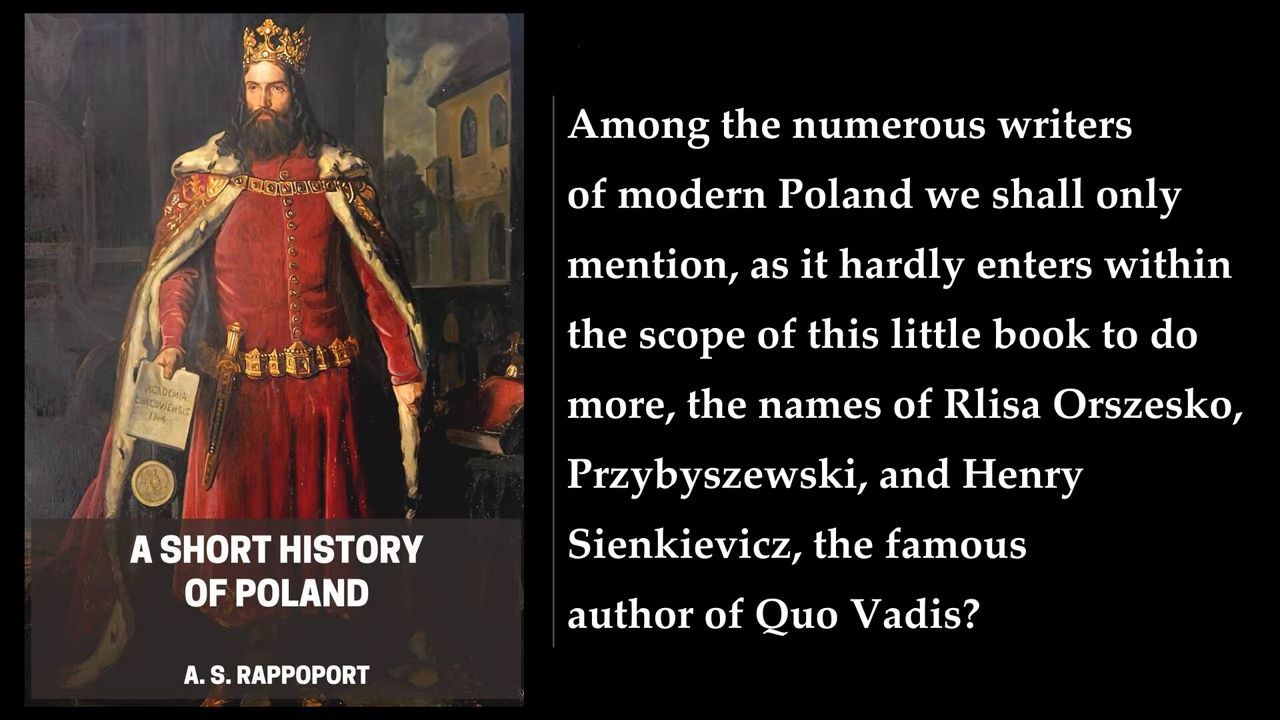 ACADEMIA
A SHORT HISTORY
OF POLAND
A. S. RAPPOPORT
Among the numerous writers
of modern Poland we shall only
mention, as it hardly enters within
the scope of this little book to do
more, the names of Rlisa Orszesko,
Przybyszewski, and Henry
Sienkievicz, the famous
author of Quo Vadis?